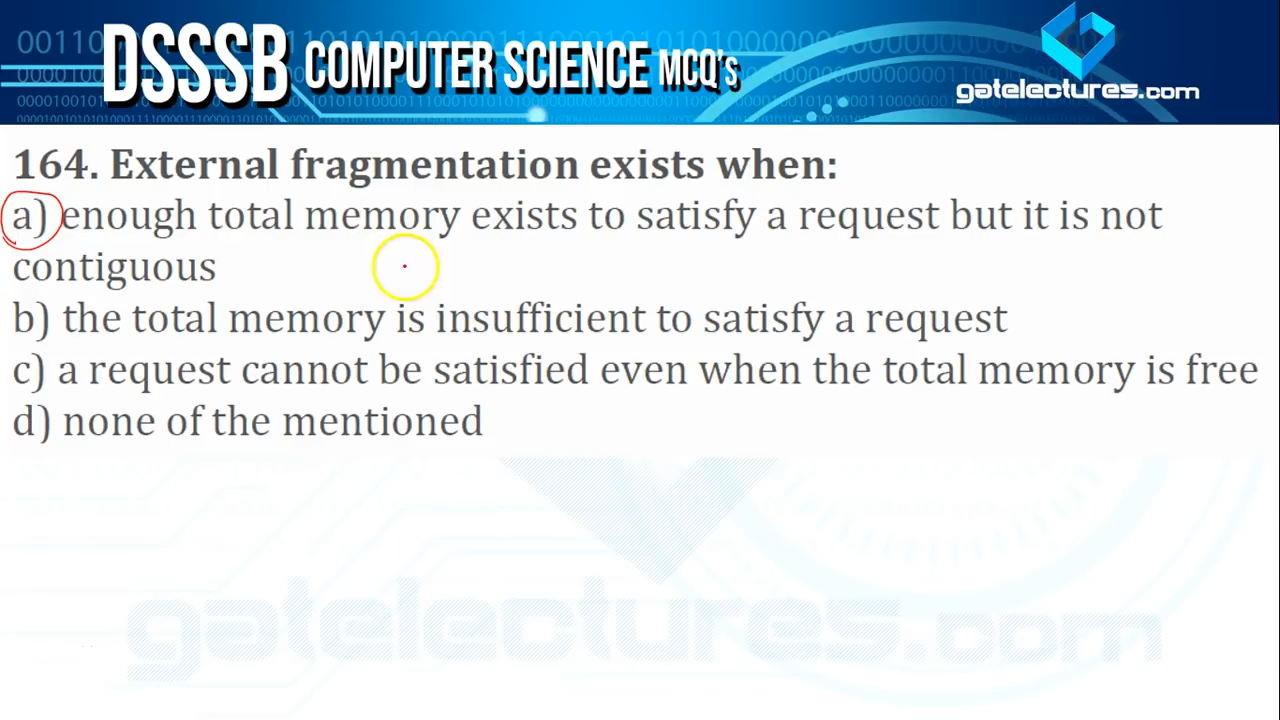 DSSSB COMPUTER SCIENCE MCQ's
gatelectures.com
164. External fragmentation exists when:
a) enough total memory exists to satisfy a request but it is not
contiguous
b) the total memory is insufficient to satisfy a request
c) a request cannot be satisfied even when the total memory is free
d) none of the mentioned
gatelectures.com